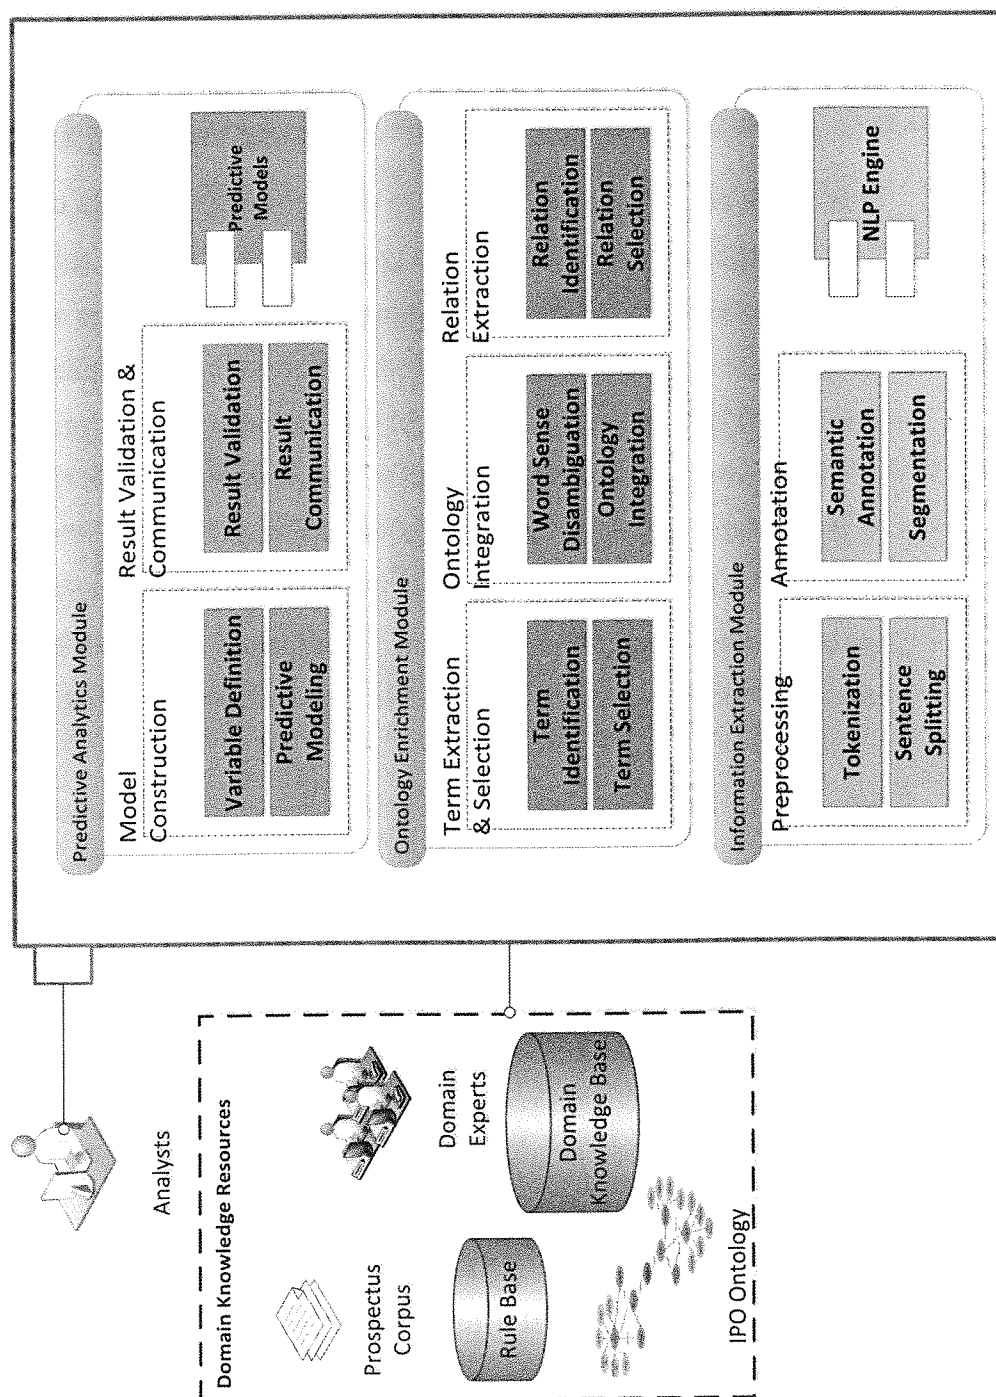 Analysts
Domain Knowledge Resources
Prospectus
Corpus
Domain
Experts
Rule Base
Domain
Knowledge Base
IPO Ontology
Predictive Analytics Module
Model
Construction
Variable Definition
Predictive
Modeling
Result Validation &
Communication
Result Validation
Result
Communication
Predictive
Models
Ontology Enrichment Module
Term Extraction
& Selection
Term
Identification
Term Selection
Ontology
Integration
Word Sense
Disambiguation
Ontology
Integration
Relation
Extraction
Relation
Identification
Relation
Selection
Information Extraction Module
Preprocessing
Tokenization
Sentence
Splitting
Annotation
Semantic
Annotation
Segmentation
NLP Engine